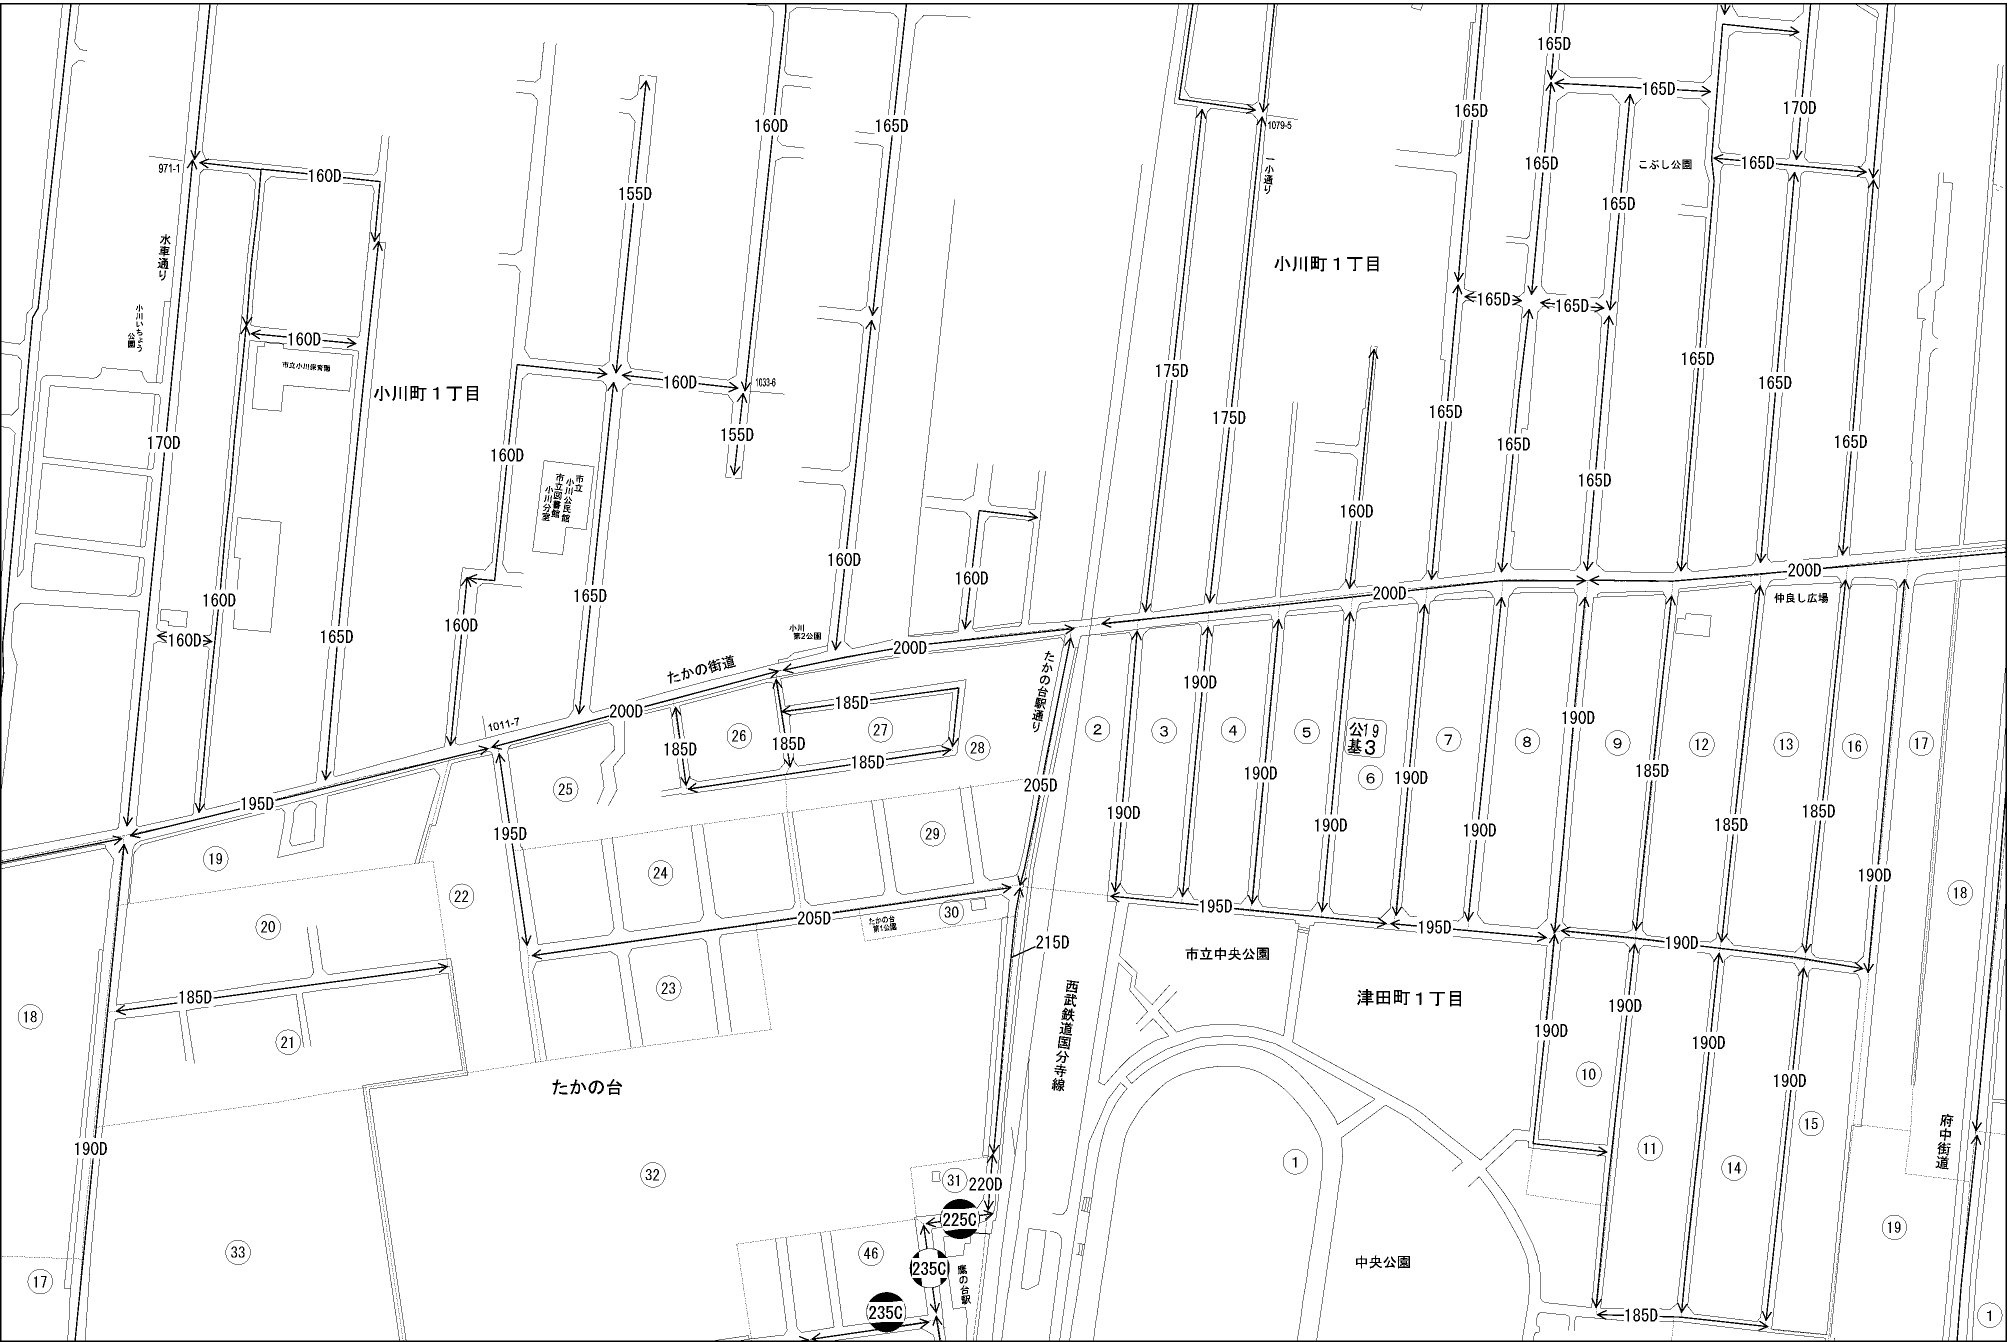 165D
165D
165D
170D
160D
165D
165D
1079-5
971-1
160D
155D
165D
165D
こぶし公園
165D
一小通り
水車通り
小川町1丁目
小川いちょう
公園
165D
165D
160D
市立小川保育園
小川町1丁目
160D
1033-6
175D
175D
165D
165D
165D
165D
165D
165D
165D
170D
160D
155D
市立
小川公民館
市立図書館
小川分室
160D
160D
160D
165D
160D
200D
200D
仲良し広場
160D
165D
160D
160D
小川
第2公園
200D
たかの街道
たかの台駅通り
1011-7
200D
185D
190D
190D
185D
185D
26
27
28
185D
2
3
4
5
公19
基3
6
7
8
9
12
13
16
17
25
190D
190D
185D
195D
195D
205D
190D
190D
190D
185D
185D
19
24
29
22
190D
18
20
205D
たかの台
第1公園
30
195D
195D
190D
215D
市立中央公園
185D
23
西武鉄道国分寺線
津田町1丁目
190D
190D
190D
18
21
190D
10
たかの台
15
190D
32
31
220D
1
11
14
府中街道
225C
33
46
235C
鷹の台駅
中央公園
19
17
235C
185D
1